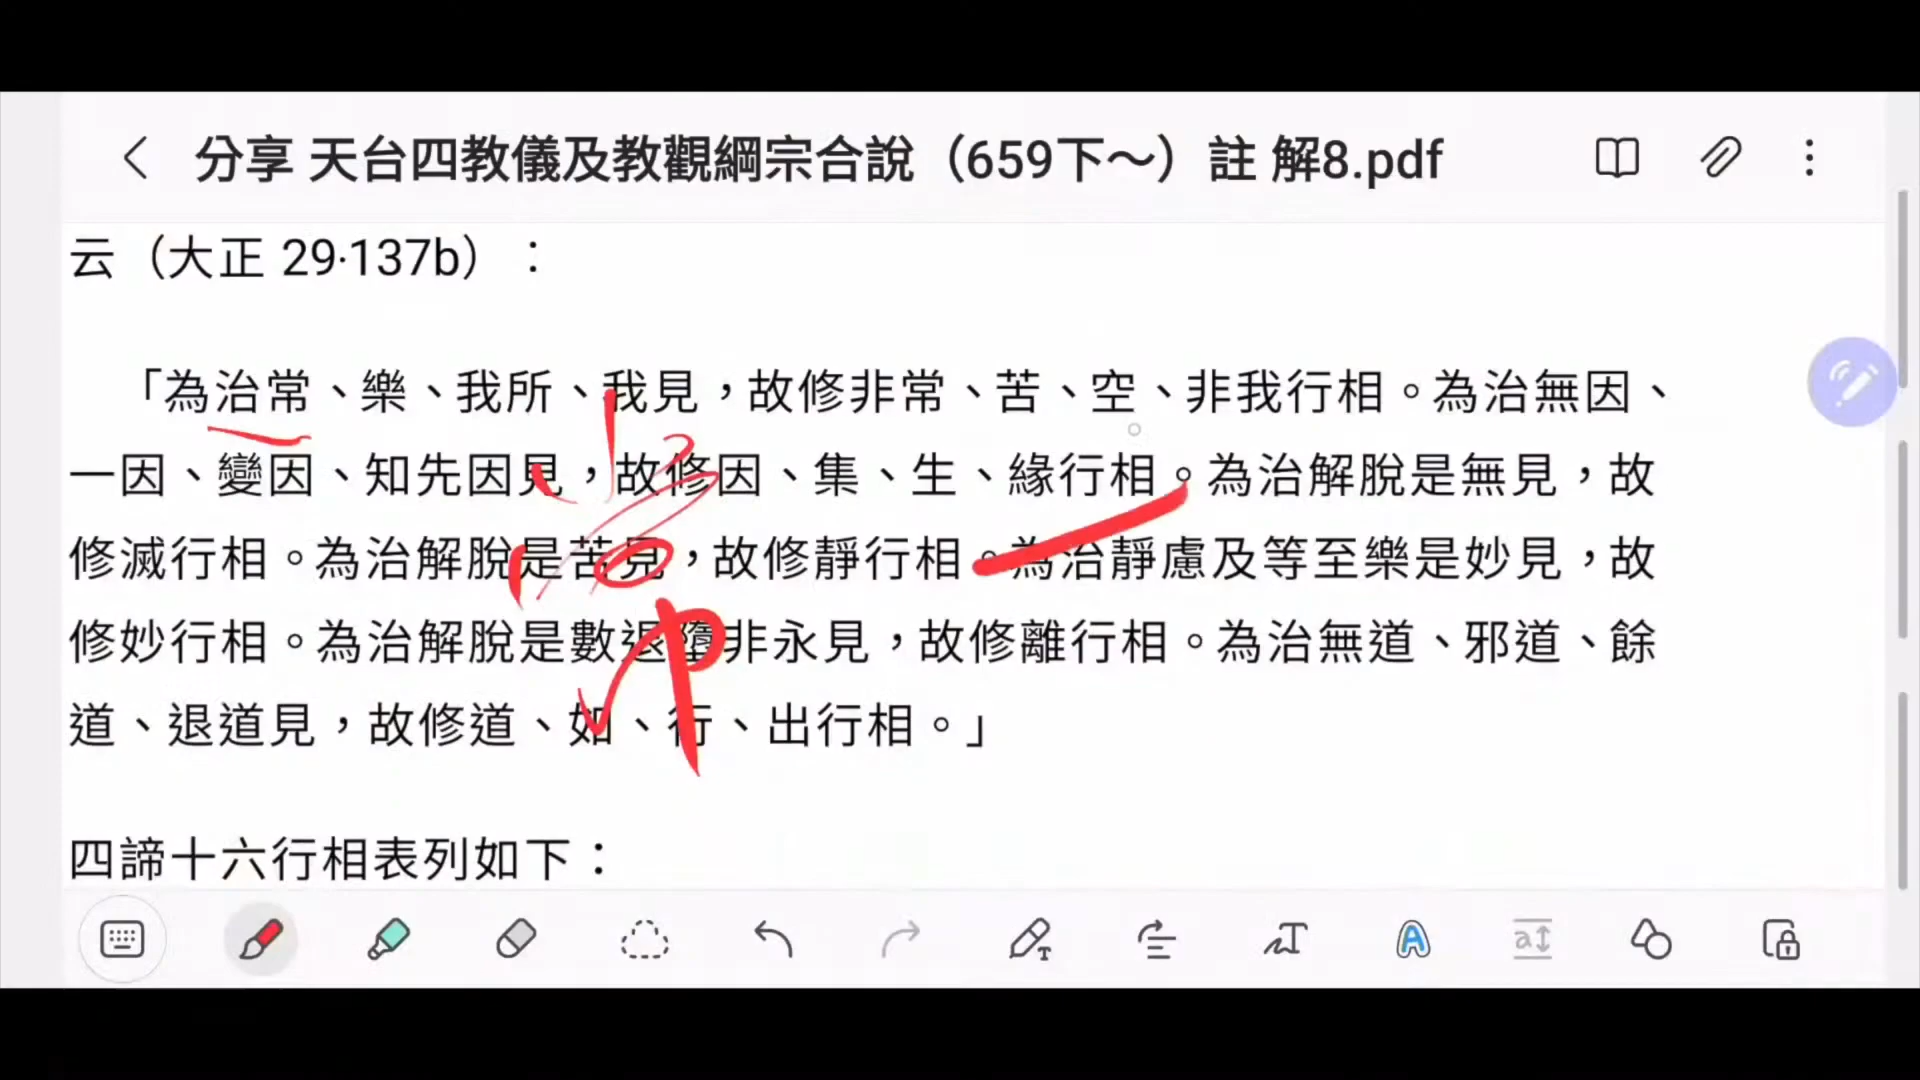 分享 天台四教儀及教觀綱宗合說（659下～）註 解8.pdf
云（大正 29·137b）：
「為治常、樂、我所、我見，故修非常、苦、空、非我行相。為治無因、
一因、變因、知先因見，故修因、集、生、緣行相。為治解脫是無見，故
修滅行相。為治解脫是苦見，故修靜行相。為治靜慮及等至樂是妙見，故
修妙行相。為治解脫是數退墮非永見，故修離行相。為治無道、邪道、餘
道、退道見，故修道、如、行、出行相。」
常
四諦十六行相表列如下：